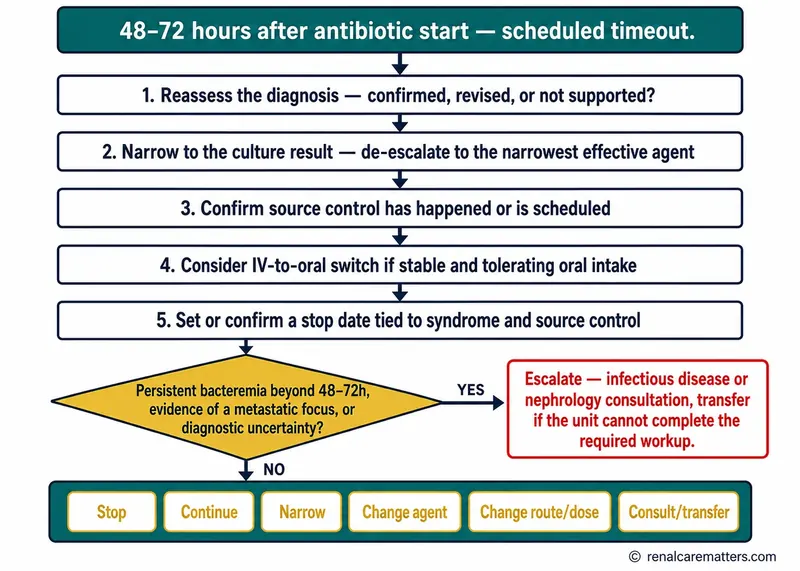 48–72 hours after antibiotic start — scheduled timeout.
1. Reassess the diagnosis — confirmed, revised, or not supported?
2. Narrow to the culture result — de-escalate to the narrowest effective agent
3. Confirm source control has happened or is scheduled
4. Consider IV-to-oral switch if stable and tolerating oral intake
5. Set or confirm a stop date tied to syndrome and source control
Persistent bacteremia beyond 48–72h,
evidence of a metastatic focus, or
diagnostic uncertainty?
YES
Escalate — infectious disease or
nephrology consultation, transfer
if the unit cannot complete the
required workup.
NO
Stop
Continue
Narrow
Change agent
Change route/dose
Consult/transfer
© renalcarematters.com